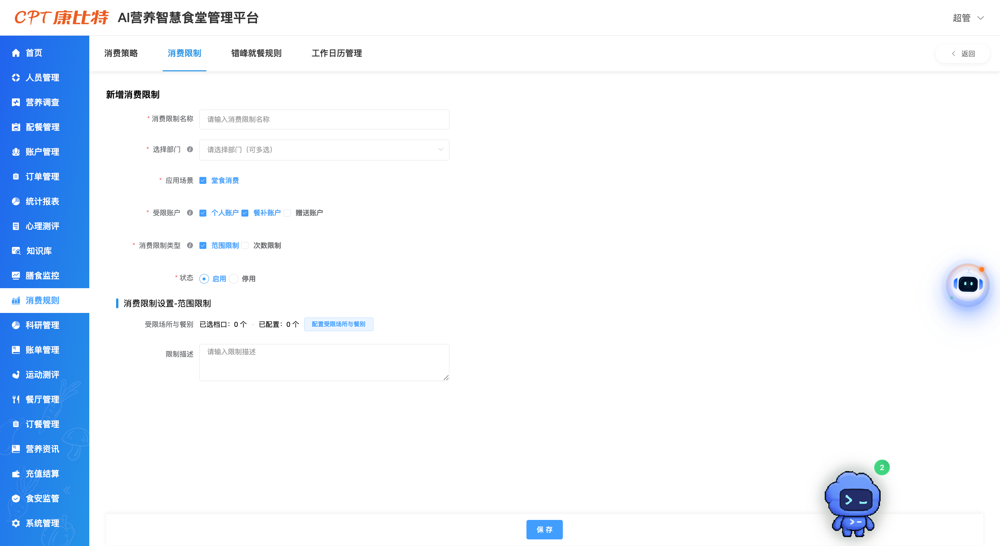 CPT康比特 AI营养智慧食堂管理平台
超管
首页
人员管理
营养调查
配餐管理
账户管理
订单管理
统计报表
心理测评
知识库
膳食监控
消费规则
科研管理
账单管理
运动测评
餐厅管理
订餐管理
营养资讯
充值结算
食安监管
系统管理
消费策略 消费限制 错峰就餐规则 工作日历管理
返回
新增消费限制
* 消费限制名称 请输入消费限制名称
* 选择部门 请选择部门（可多选）
* 应用场景 堂食消费
* 受限账户 个人账户 餐补账户 赠送账户
* 消费限制类型 范围限制 次数限制
* 状态 启用 停用
消费限制设置-范围限制
受限场所与餐别 已选档口：0 个 · 已配置：0 个 配置受限场所与餐别
限制描述 请输入限制描述
2
保 存